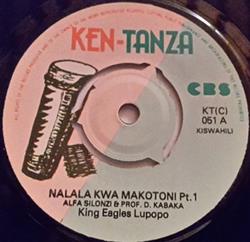 KEN-TANZA
CBS
KT(C)
051 A
KISWAHILI
NALALA KWA MAKOTONI Pt.1
ALFA SILONZI & PROF. D. KABAKA
King Eagles Lupopo